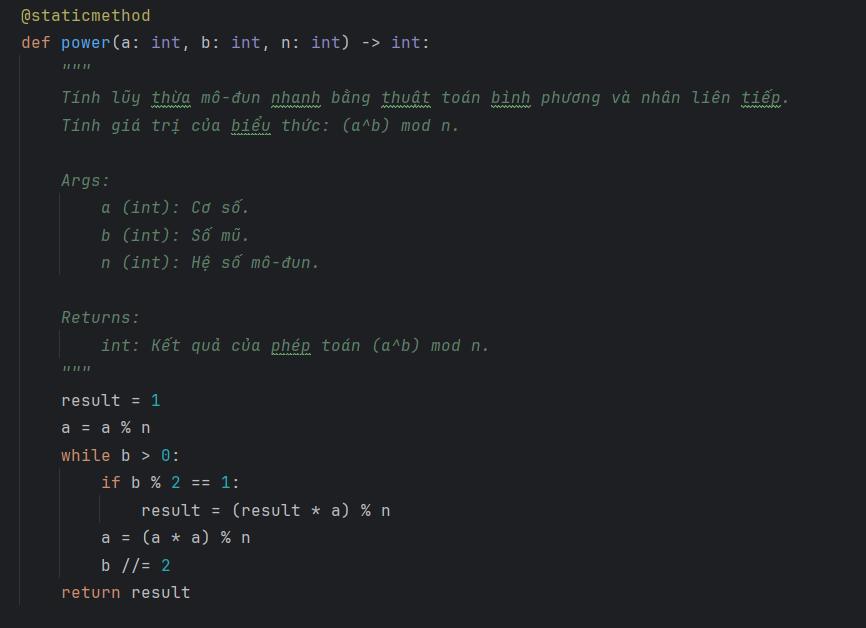 @staticmethod
def power(a: int, b: int, n: int) -> int:
    """
    Tính lũy thừa mô-đun nhanh bằng thuật toán bình phương và nhân liên tiếp.
    Tính giá trị của biểu thức: (a^b) mod n.

    Args:
        a (int): Cơ số.
        b (int): Số mũ.
        n (int): Hệ số mô-đun.

    Returns:
        int: Kết quả của phép toán (a^b) mod n.
    """
    result = 1
    a = a % n
    while b > 0:
        if b % 2 == 1:
            result = (result * a) % n
        a = (a * a) % n
        b //= 2
    return result